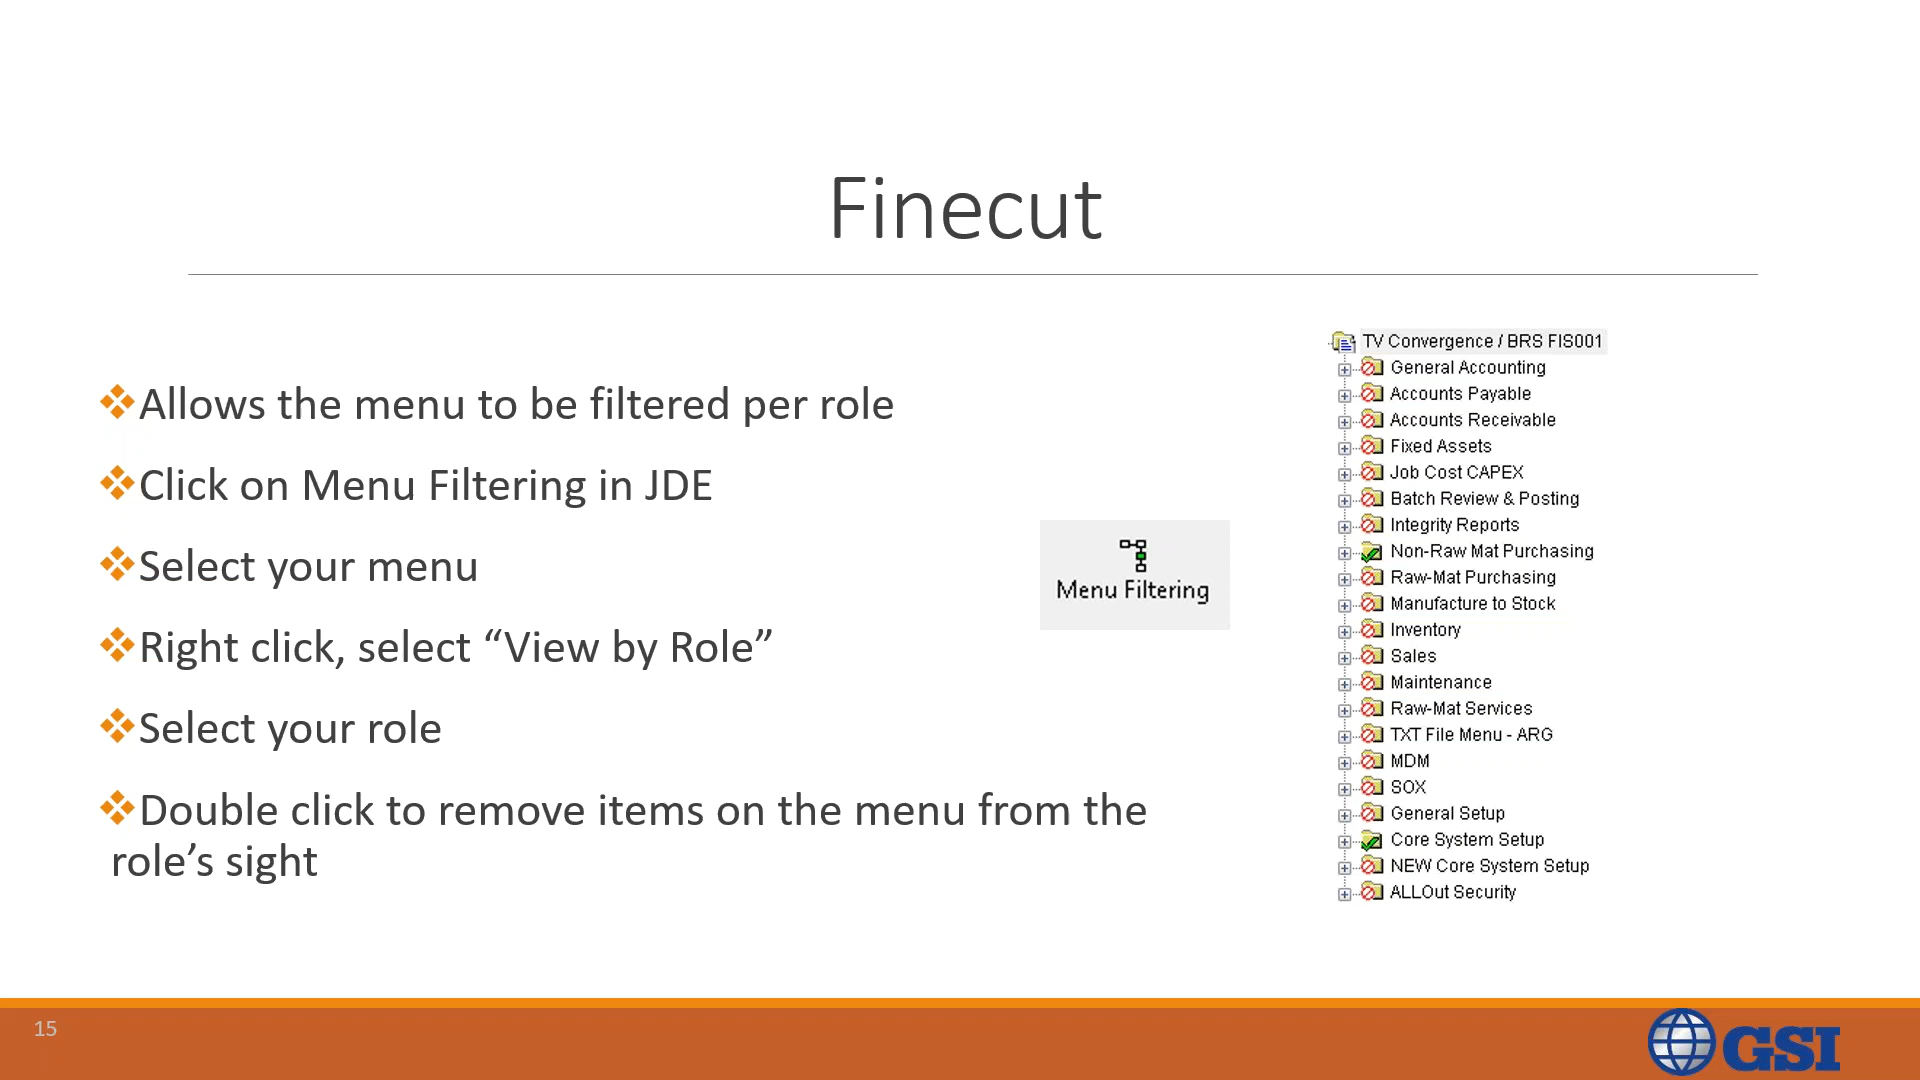 Finecut
Allows the menu to be filtered per role
Click on Menu Filtering in JDE
Select your menu
Right click, select “View by Role”
Select your role
Double click to remove items on the menu from the
role’s sight
Menu Filtering
TV Convergence / BRS FIS001
General Accounting
Accounts Payable
Accounts Receivable
Fixed Assets
Job Cost CAPEX
Batch Review & Posting
Integrity Reports
Non-Raw Mat Purchasing
Raw-Mat Purchasing
Manufacture to Stock
Inventory
Sales
Maintenance
Raw-Mat Services
TXT File Menu - ARG
MDM
SOX
General Setup
Core System Setup
NEW Core System Setup
ALLOut Security
15
GSI